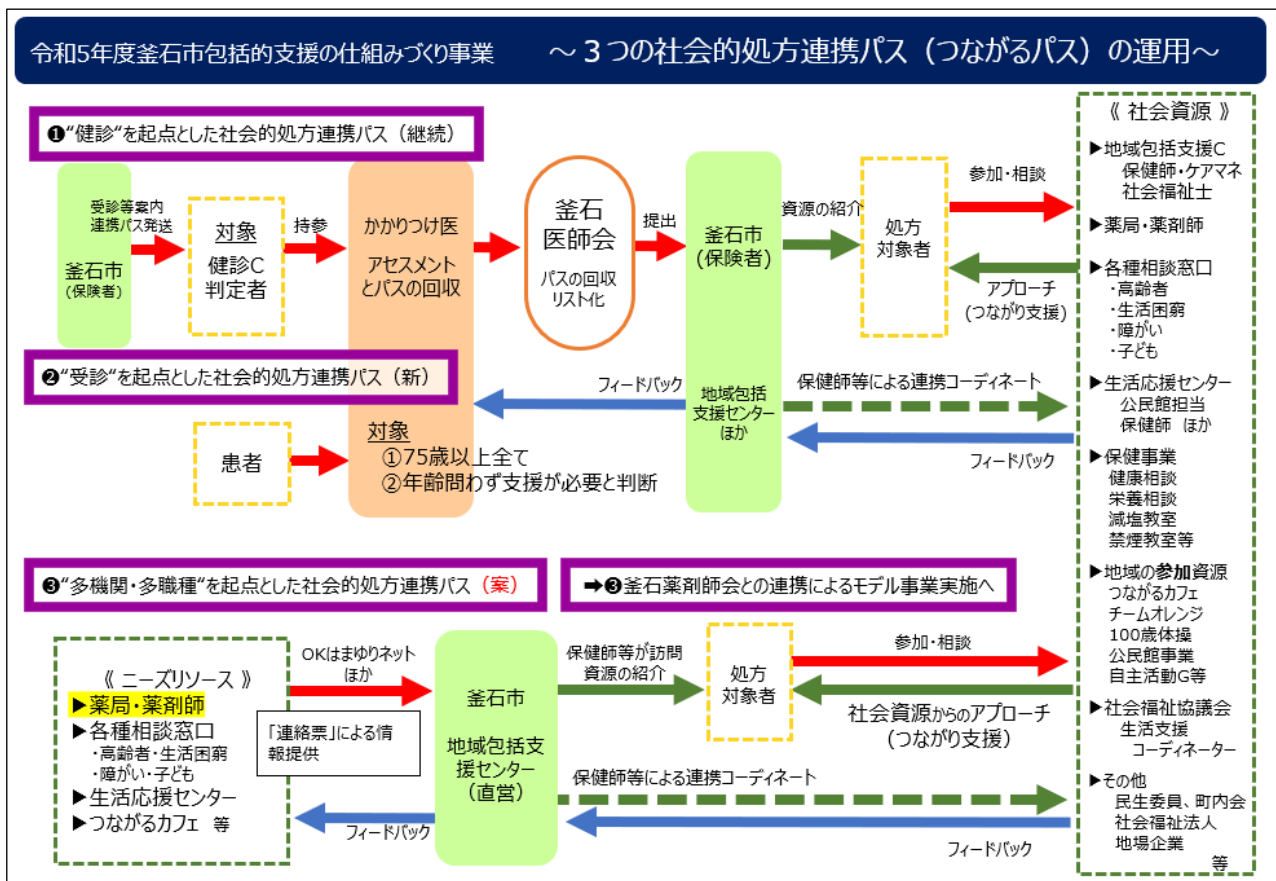 令和5年度釜石市包括的支援の仕組みづくり事業 ～３つの社会的処方連携パス（つながるパス）の運用～
❶“健診“を起点とした社会的処方連携パス（継続）
釜石市
(保険者)
受診等案内
連携パス発送
対象
健診C
判定者
持参
かかりつけ医
アセスメント
とパスの回収
釜石
医師会
パスの回収
リスト化
提出
釜石市
(保険者)
資源の紹介
処方
対象者
参加・相談
アプローチ
(つながり支援)
❷“受診“を起点とした社会的処方連携パス（新）
患者
対象
①75歳以上全て
②年齢問わず支援が必要と判断
フィードバック
地域包括
支援センター
ほか
保健師等による連携コーディネート
フィードバック
❸“多機関・多職種“を起点とした社会的処方連携パス（案）
➡❸釜石薬剤師会との連携によるモデル事業実施へ
《 ニーズリソース 》
▶薬局・薬剤師
▶各種相談窓口
・高齢者・生活困窮
・障がい・子ども
▶生活応援センター
▶つながるカフェ 等
OKはまゆりネット
ほか
「連絡票」による情
報提供
フィードバック
釜石市
地域包括支
援センター
（直営）
保健師等が訪問
資源の紹介
処方
対象者
参加・相談
社会資源からのアプローチ
(つながり支援)
保健師等による連携コーディネート
フィードバック
《 社会資源 》
▶地域包括支援C
保健師・ケアマネ
社会福祉士
▶薬局・薬剤師
▶各種相談窓口
・高齢者
・生活困窮
・障がい
・子ども
▶生活応援センター
公民館担当
保健師 ほか
▶保健事業
健康相談
栄養相談
減塩教室
禁煙教室等
▶地域の参加資源
つながるカフェ
チームオレンジ
100歳体操
公民館事業
自主活動G等
▶社会福祉協議会
生活支援
コーディネーター
▶その他
民生委員、町内会
社会福祉法人
地場企業
等